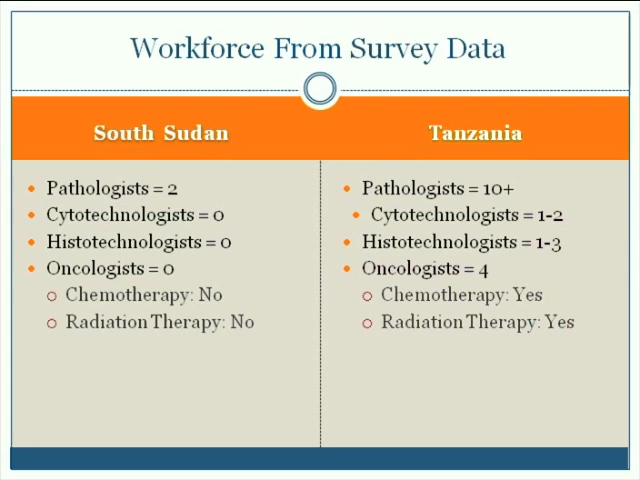 Workforce From Survey Data
South Sudan
Tanzania
• Pathologists = 2
• Cytotechnologists = 0
• Histotechnologists = 0
• Oncologists = 0
○ Chemotherapy: No
○ Radiation Therapy: No
• Pathologists = 10+
• Cytotechnologists = 1-2
• Histotechnologists = 1-3
• Oncologists = 4
○ Chemotherapy: Yes
○ Radiation Therapy: Yes